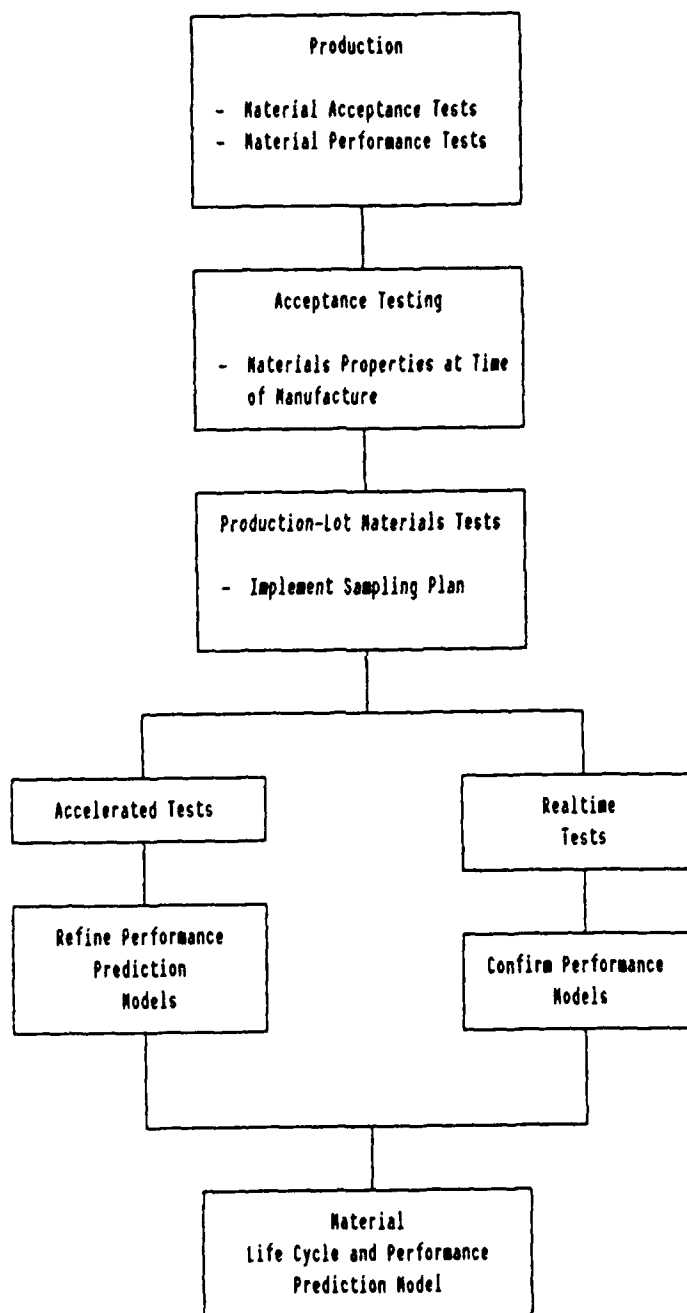 Production
- Material Acceptance Tests
- Material Performance Tests
Acceptance Testing
- Materials Properties at Time
of Manufacture
Production-Lot Materials Tests
- Implement Sampling Plan
Accelerated Tests
Realtime
Tests
Refine Performance
Prediction
Models
Confirm Performance
Models
Material
Life Cycle and Performance
Prediction Model